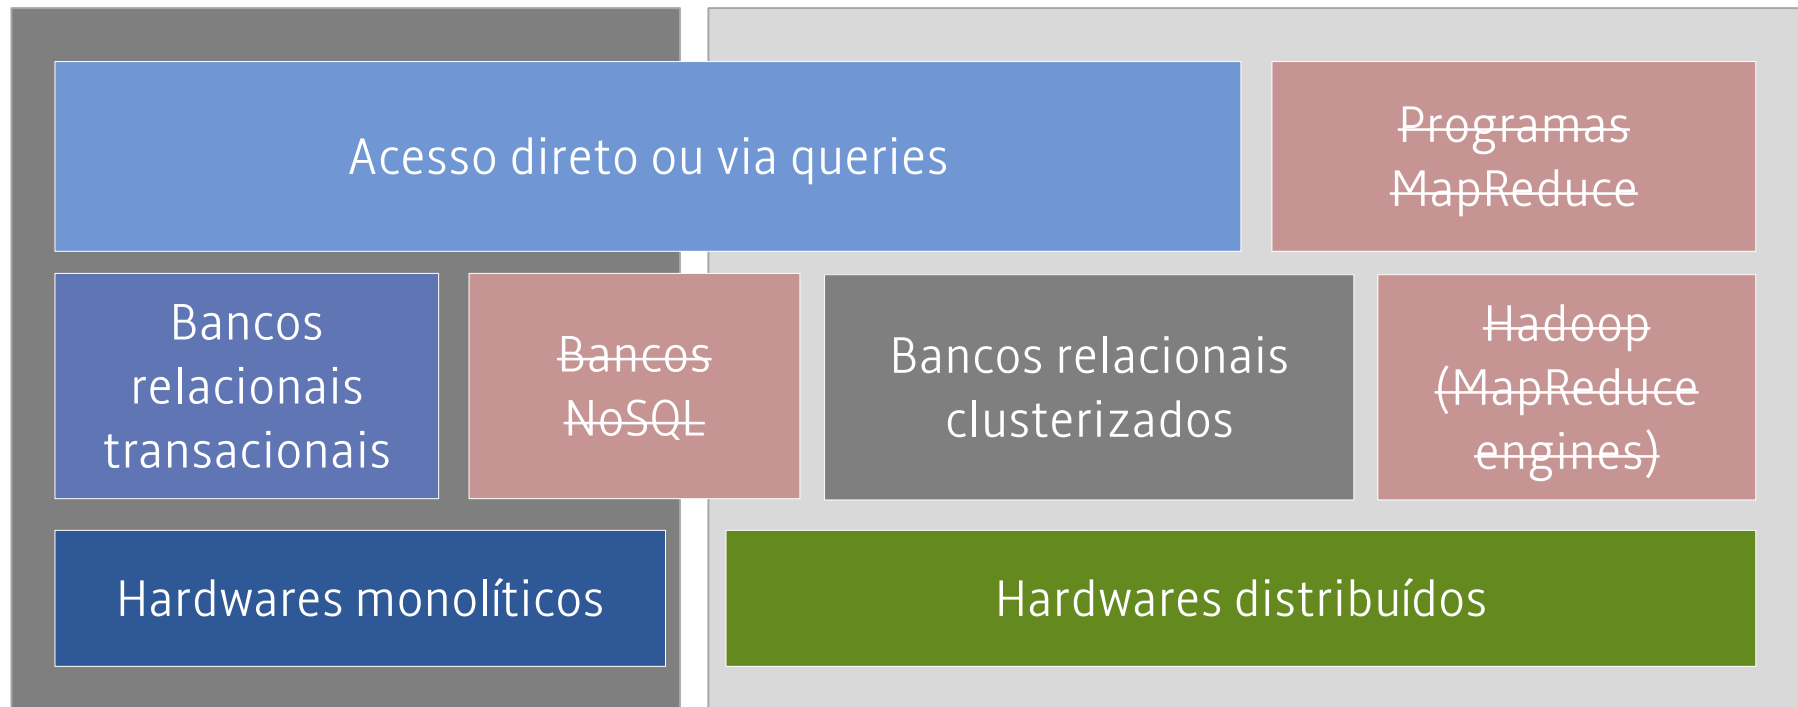 Acesso direto ou via queries
Programas
MapReduce
Bancos
relacionais
transacionais
Bancos
NoSQL
Bancos relacionais
clusterizados
Hadoop
(MapReduce
engines)
Hardwares monolíticos
Hardwares distribuídos